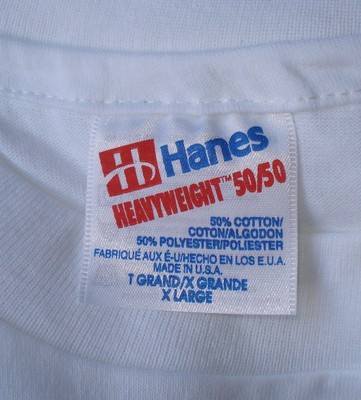 Hanes
HEAVYWEIGHT™ 50/50
50% COTTON/
COTON/ALGODON
50% POLYESTER/POLIESTER
FABRIQUÉ AUX É-U/HECHO EN LOS E.U.A.
MADE IN U.S.A.
T GRAND/X GRANDE
X LARGE